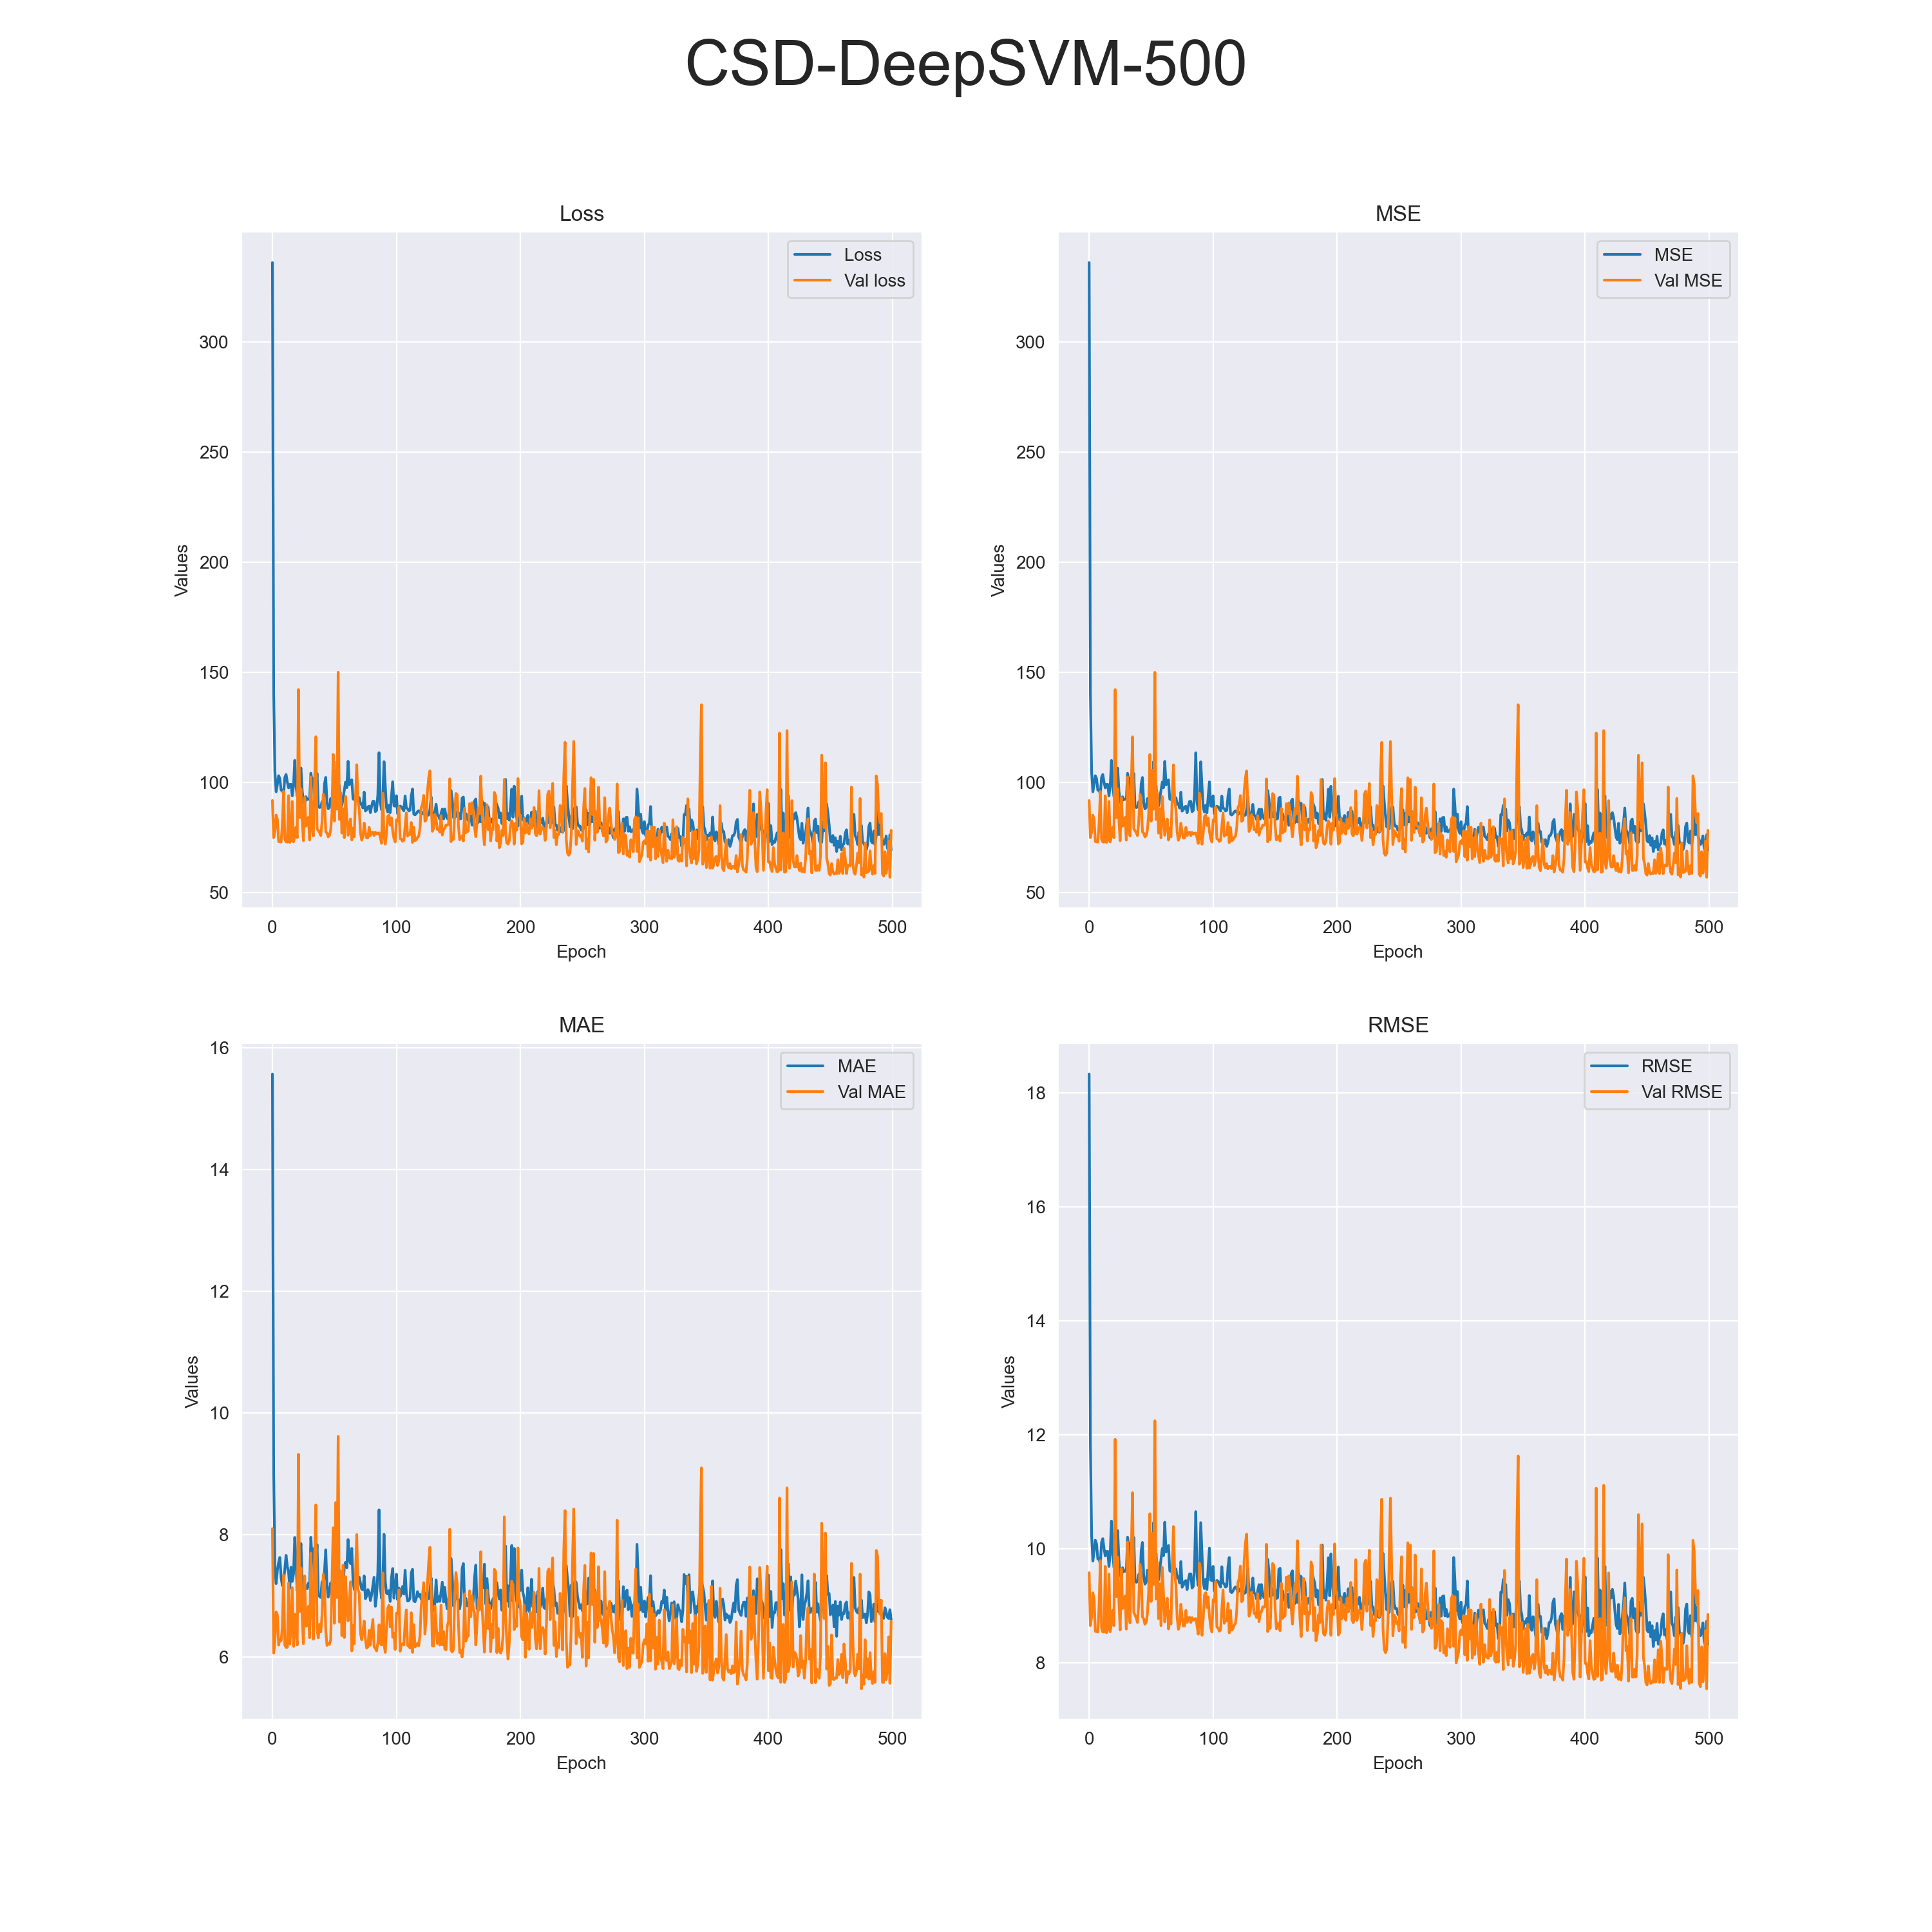 CSD-DeepSVM-500
Loss
Loss
Val loss
300
250
200
150
100
50
Values
0 100 200 300 400 500
Epoch
MSE
MSE
Val MSE
300
250
200
150
100
50
Values
0 100 200 300 400 500
Epoch
MAE
MAE
Val MAE
16
14
12
10
8
6
Values
0 100 200 300 400 500
Epoch
RMSE
RMSE
Val RMSE
18
16
14
12
10
8
Values
0 100 200 300 400 500
Epoch